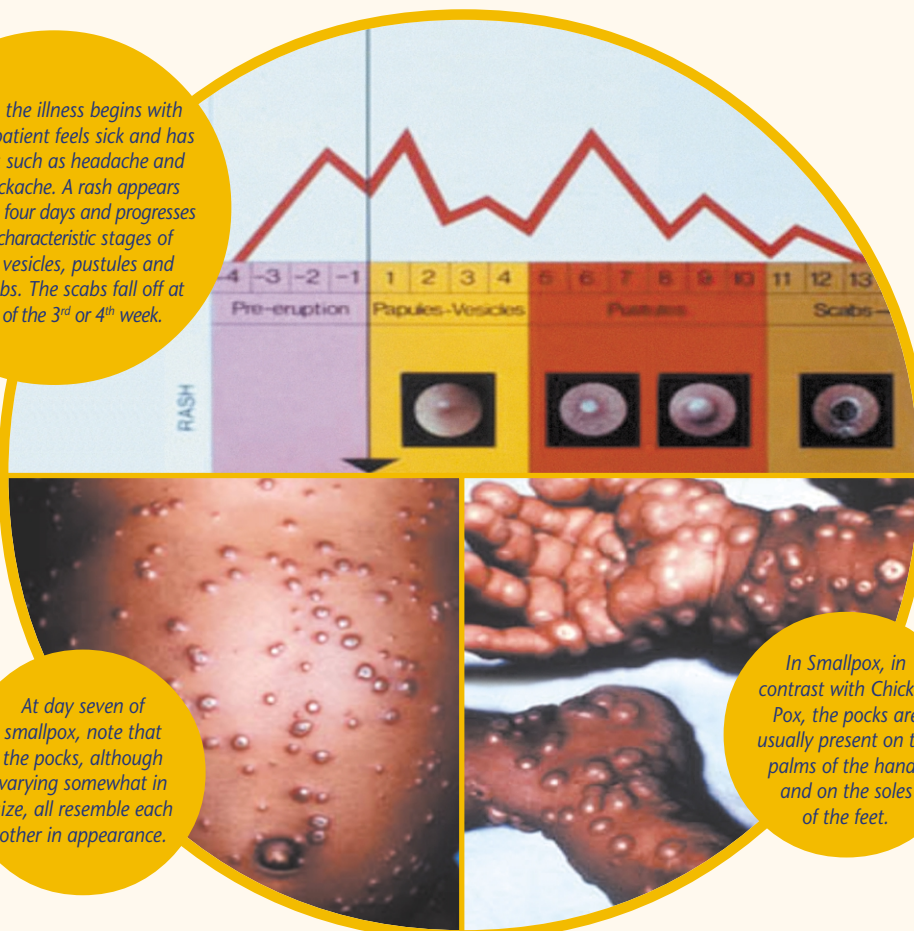 the illness begins with
patient feels sick and has
such as headache and
ckache. A rash appears
four days and progresses
characteristic stages of
vesicles, pustules and
bs. The scabs fall off at
of the 3rd or 4th week.
-4 -3 -2 -1 1 2 3 4 5 6 7 8 9 10 11 12 13
Pre-eruption Papules-Vesicles Pustules Scabs
RASH
At day seven of
smallpox, note that
the pocks, although
varying somewhat in
ize, all resemble each
other in appearance.
In Smallpox, in
contrast with Chick
Pox, the pocks are
usually present on t
palms of the hand
and on the soles
of the feet.